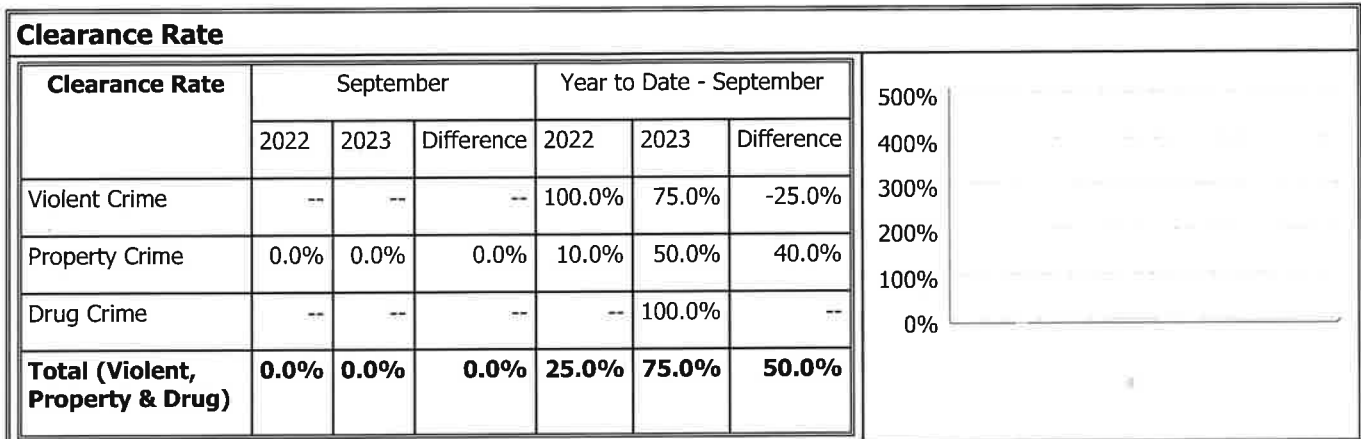 Clearance Rate
Clearance Rate September Year to Date - September
2022 2023 Difference 2022 2023 Difference
Violent Crime -- -- -- 100.0% 75.0% -25.0%
Property Crime 0.0% 0.0% 0.0% 10.0% 50.0% 40.0%
Drug Crime -- -- -- -- 100.0% --
Total (Violent,
Property & Drug) 0.0% 0.0% 0.0% 25.0% 75.0% 50.0%
500%
400%
300%
200%
100%
0%